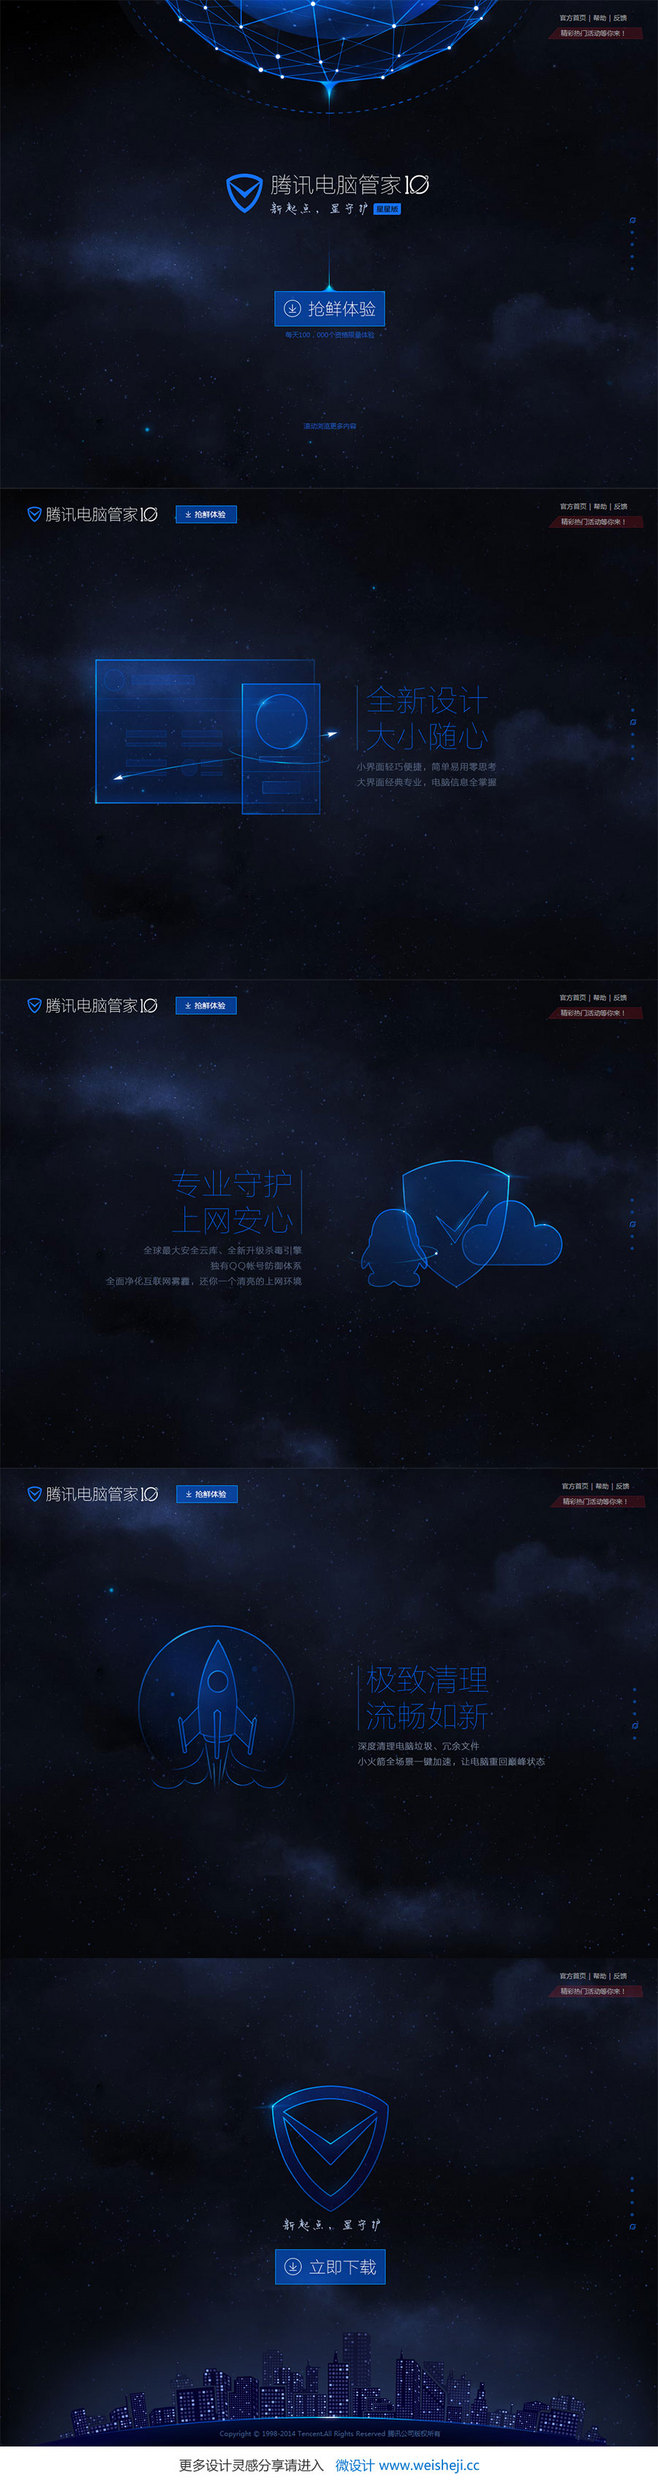 官方首页 | 帮助 | 反馈
精彩热门活动等你来！
腾讯电脑管家10
新起点，星守护 星星版
抢鲜体验
每天100，000个资格限量体验
滚动浏览更多内容
腾讯电脑管家10 抢鲜体验
官方首页 | 帮助 | 反馈
精彩热门活动等你来！
全新设计
大小随心
小界面轻巧便捷，简单易用零思考
大界面经典专业，电脑信息全掌握
腾讯电脑管家10 抢鲜体验
官方首页 | 帮助 | 反馈
精彩热门活动等你来！
专业守护
上网安心
全球最大安全云库、全新升级杀毒引擎
独有QQ帐号防御体系
全面净化互联网雾霾，还你一个清亮的上网环境
腾讯电脑管家10 抢鲜体验
官方首页 | 帮助 | 反馈
精彩热门活动等你来！
极致清理
流畅如新
深度清理电脑垃圾、冗余文件
小火箭全场景一键加速，让电脑重回巅峰状态
官方首页 | 帮助 | 反馈
精彩热门活动等你来！
新起点，星守护
立即下载
Copyright © 1998-2014 Tencent.All Rights Reserved 腾讯公司版权所有
更多设计灵感分享请进入 微设计 www.weisheji.cc